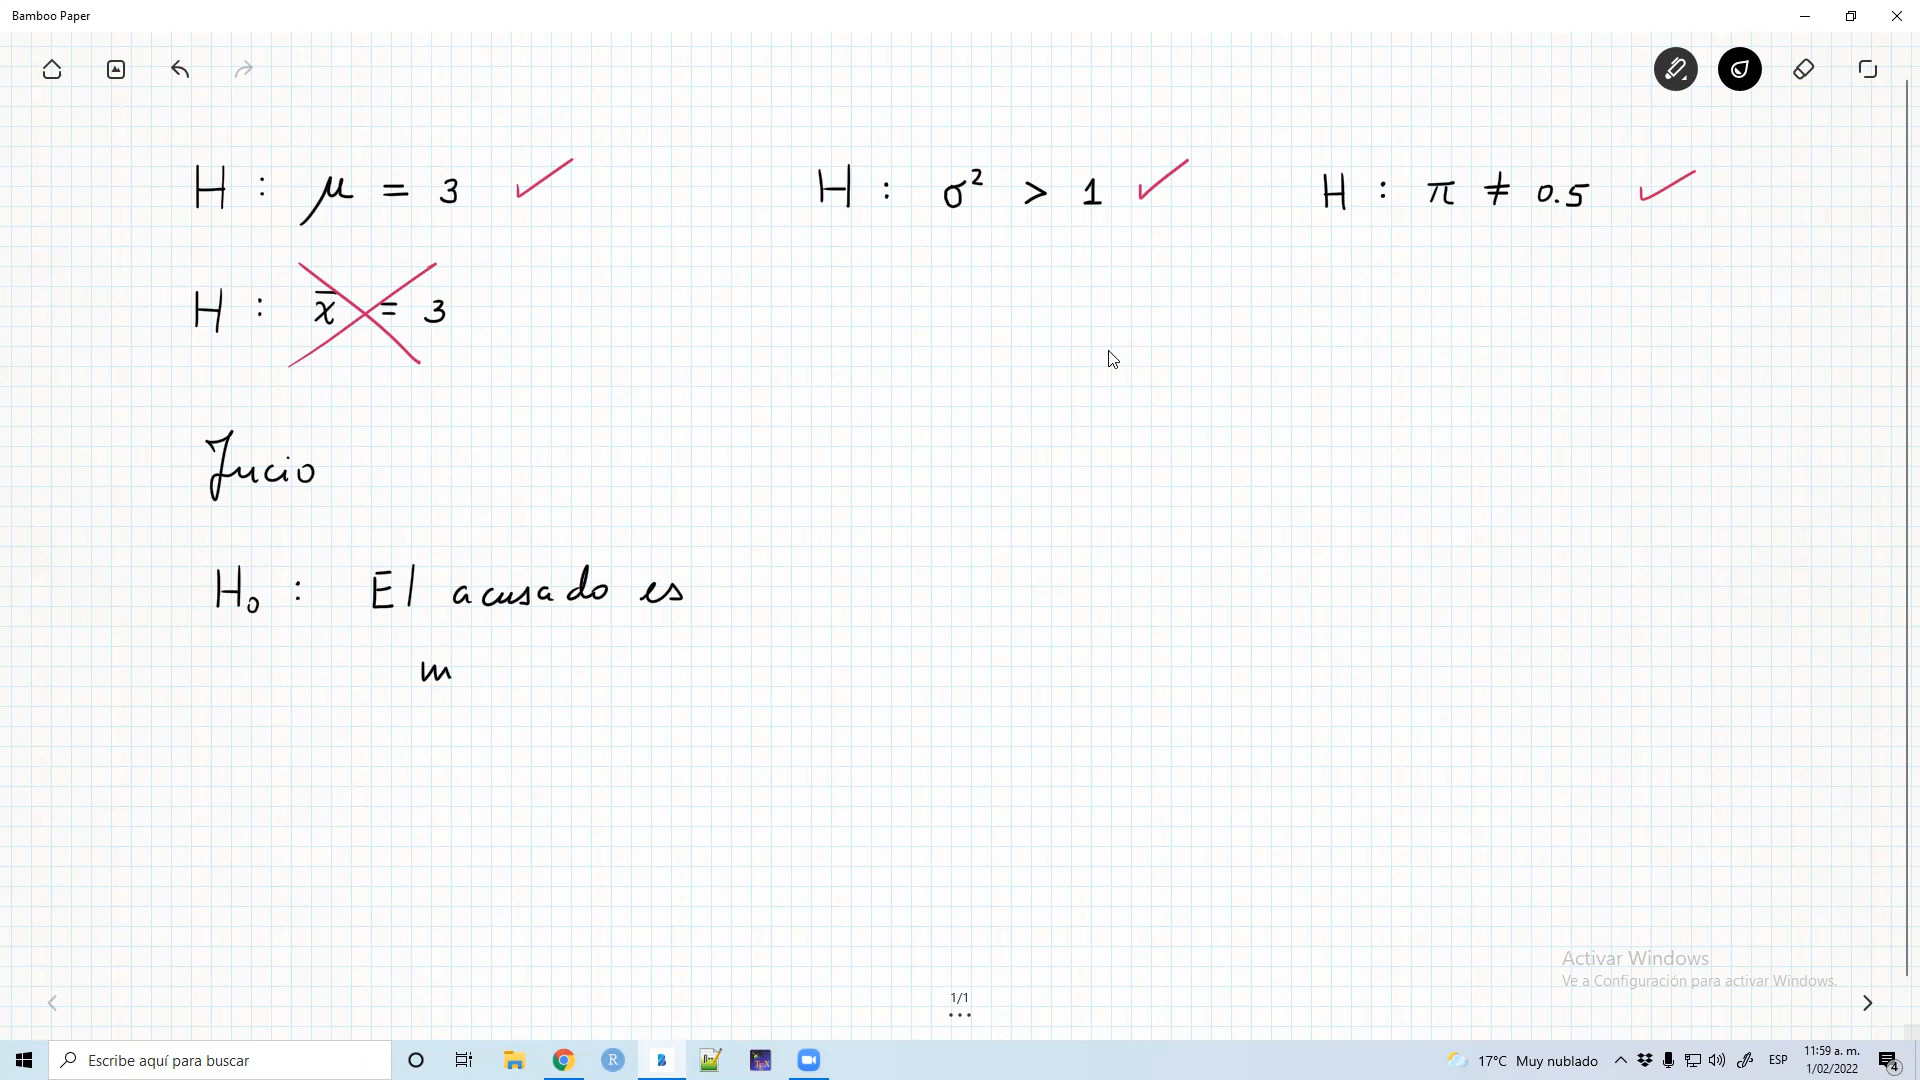 Bamboo Paper
H : μ = 3 ✓
H : σ² > 1 ✓
H : π ≠ 0.5 ✓
H : x̄ = 3
Jucio
H₀ : El acusado es
m
Activar Windows
Ve a Configuración para activar Windows.
1/1
Escribe aquí para buscar
17°C Muy nublado
ESP
11:59 a. m.
1/02/2022
4